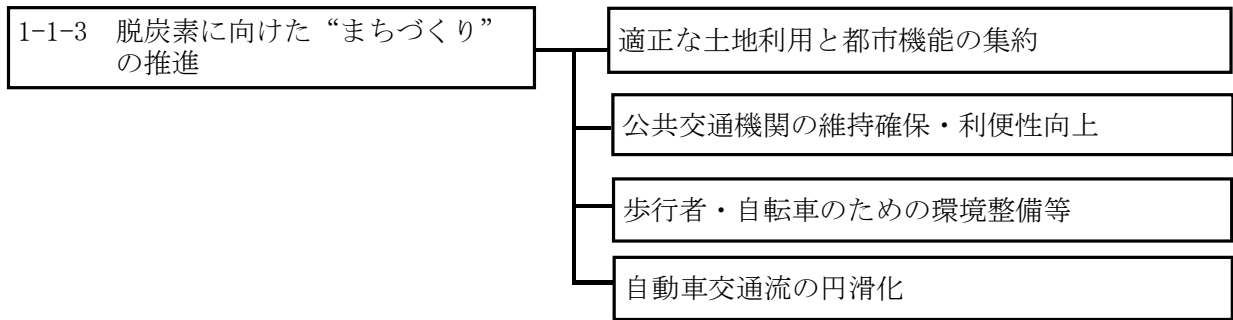 1-1-3　脱炭素に向けた“まちづくり”
の推進
適正な土地利用と都市機能の集約
公共交通機関の維持確保・利便性向上
歩行者・自転車のための環境整備等
自動車交通流の円滑化